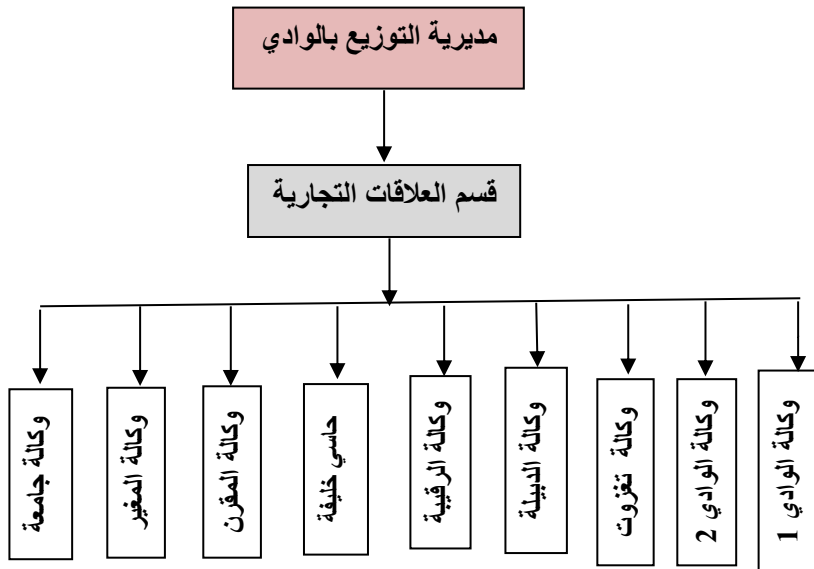 مديرية التوزيع بالوادي
قسم العلاقات التجارية
وكالة الوادي 1
وكالة الوادي 2
وكالة تغزوت
وكالة الدبيلة
وكالة الرقيبة
حاسي خليفة
وكالة المقرن
وكالة المغير
وكالة جامعة